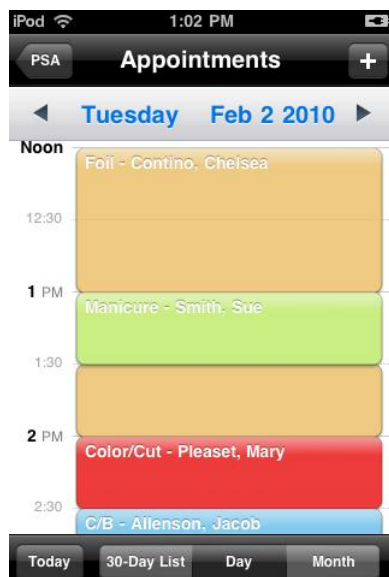 iPod 1:02 PM
PSA Appointments +
Tuesday Feb 2 2010
Noon
Foil - Contino, Chelsea
12:30
1 PM
Manicure - Smith, Sue
1:30
2 PM
Color/Cut - Pleaset, Mary
2:30
C/B - Allenson, Jacob
Today 30-Day List Day Month